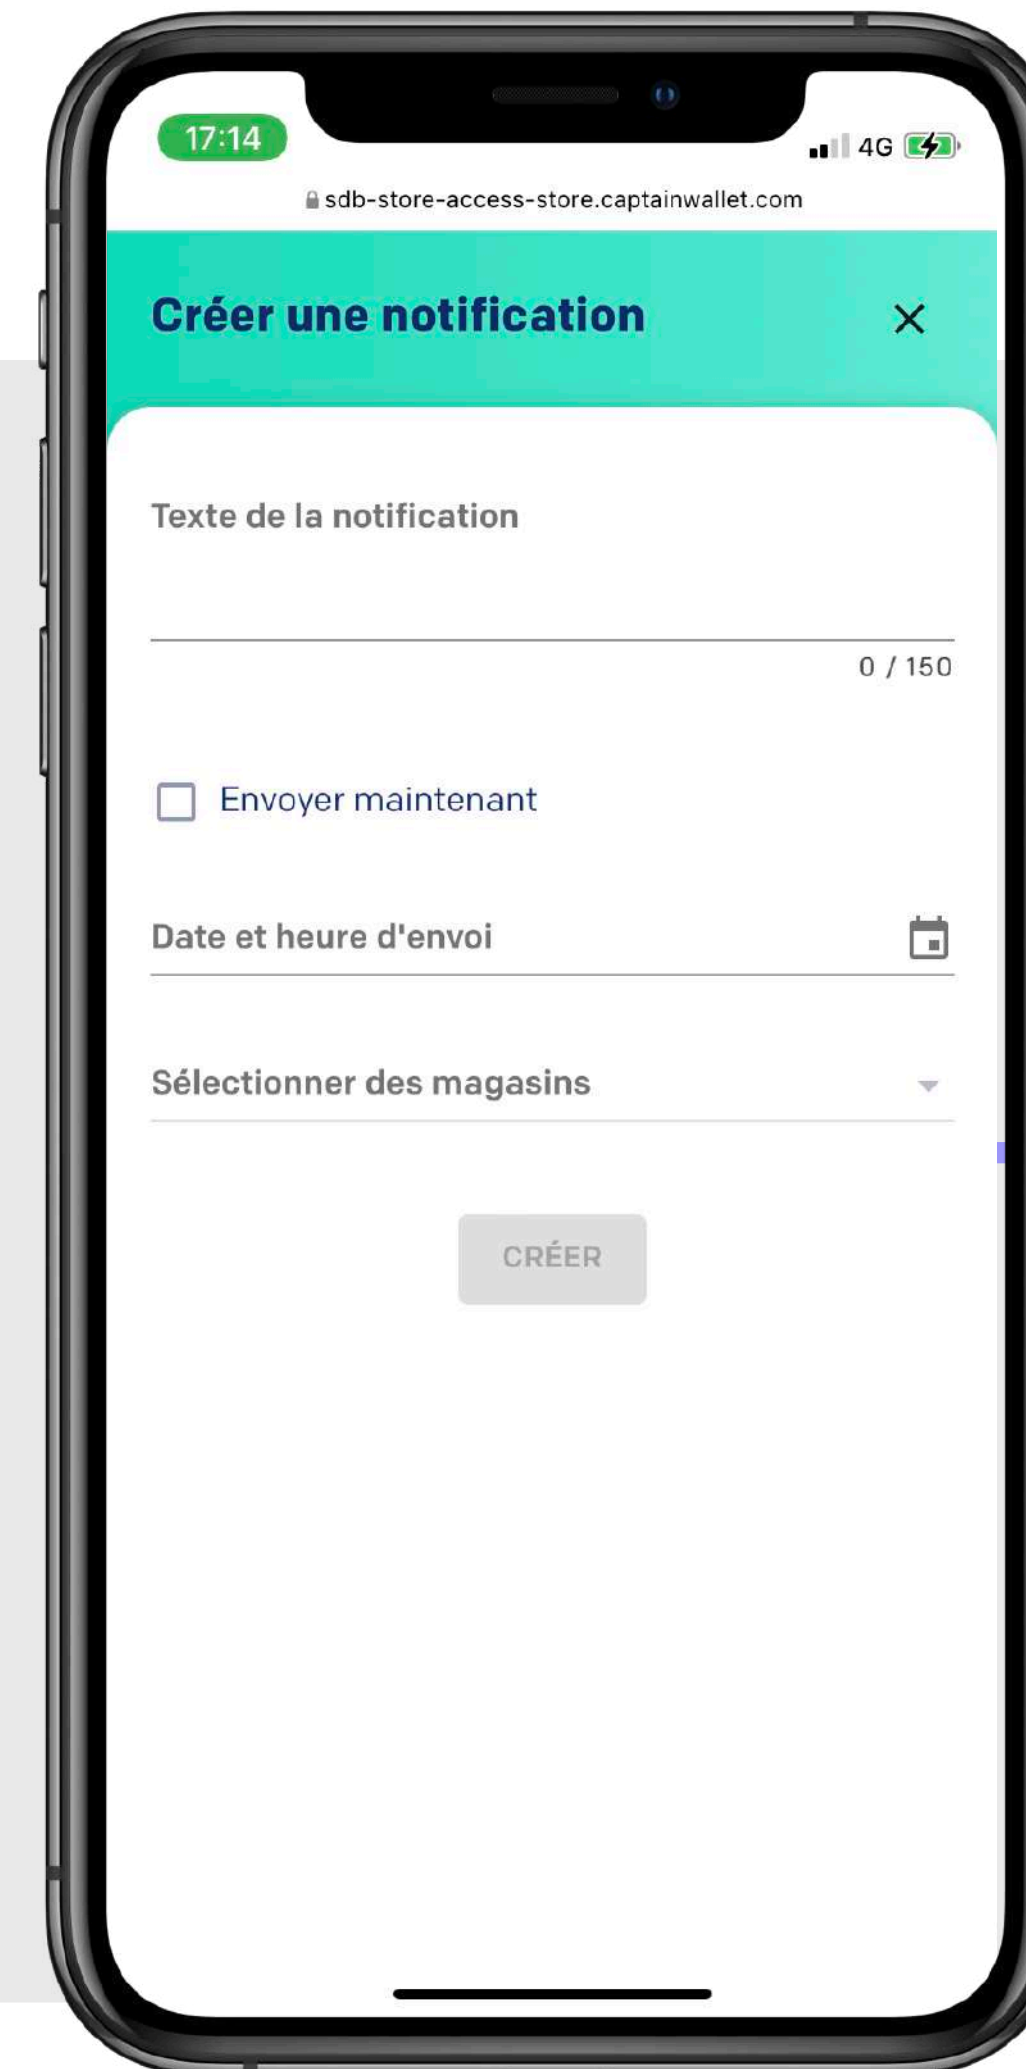 17:14
4G
sdb-store-access-store.captainwallet.com
Créer une notification
Texte de la notification
0 / 150
Envoyer maintenant
Date et heure d'envoi
Sélectionner des magasins
CRÉER